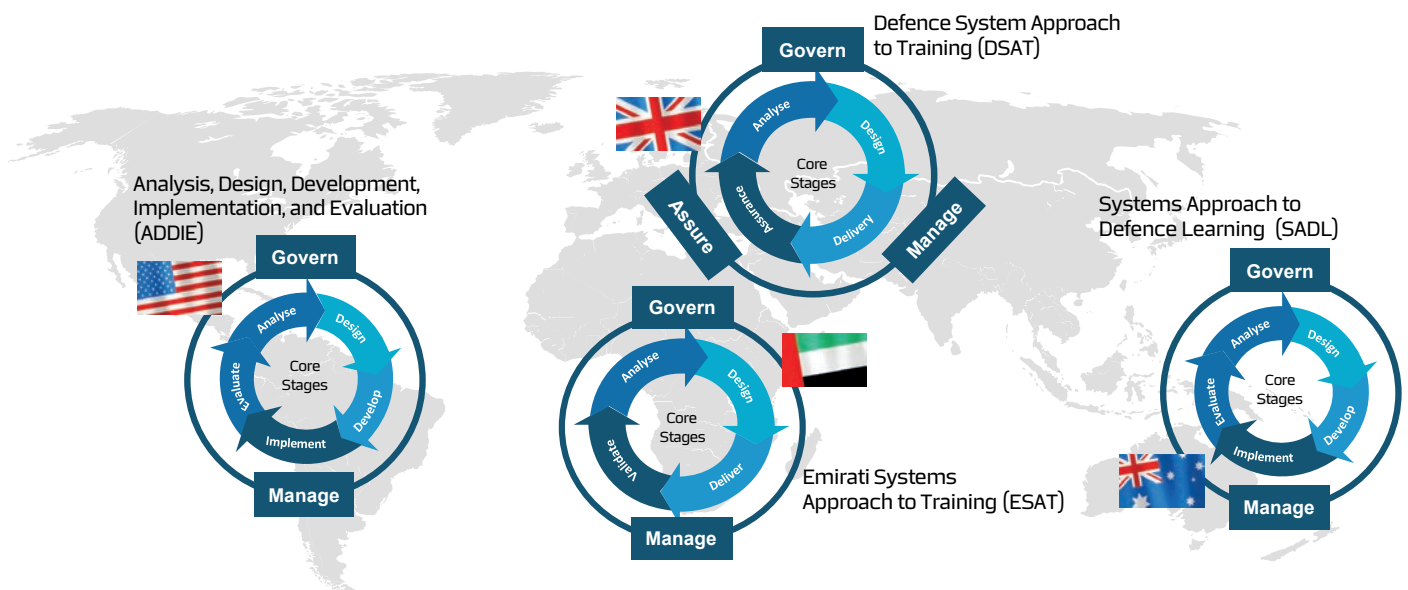 Analysis, Design, Development,
Implementation, and Evaluation
(ADDIE)
Govern
Analyse
Design
Develop
Implement
Evaluate
Core
Stages
Manage
Defence System Approach
to Training (DSAT)
Govern
Analyse
Design
Delivery
Assurance
Core
Stages
Assure
Manage
Govern
Analyse
Design
Deliver
Validate
Core
Stages
Manage
Emirati Systems
Approach to Training (ESAT)
Systems Approach to
Defence Learning (SADL)
Govern
Analyse
Design
Develop
Implement
Evaluate
Core
Stages
Manage